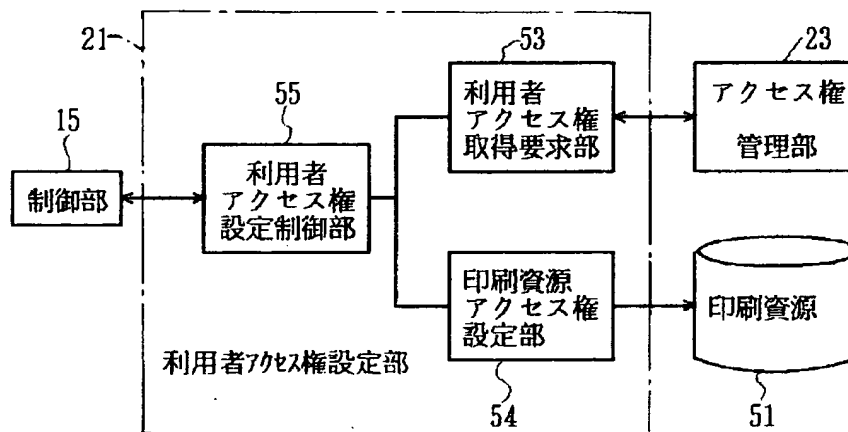 21
53
23
利用者
アクセス権
取得要求部
アクセス権
管理部
55
15
利用者
アクセス権
設定制御部
制御部
印刷資源
アクセス権
設定部
印刷資源
利用者アクセス権設定部
54
51